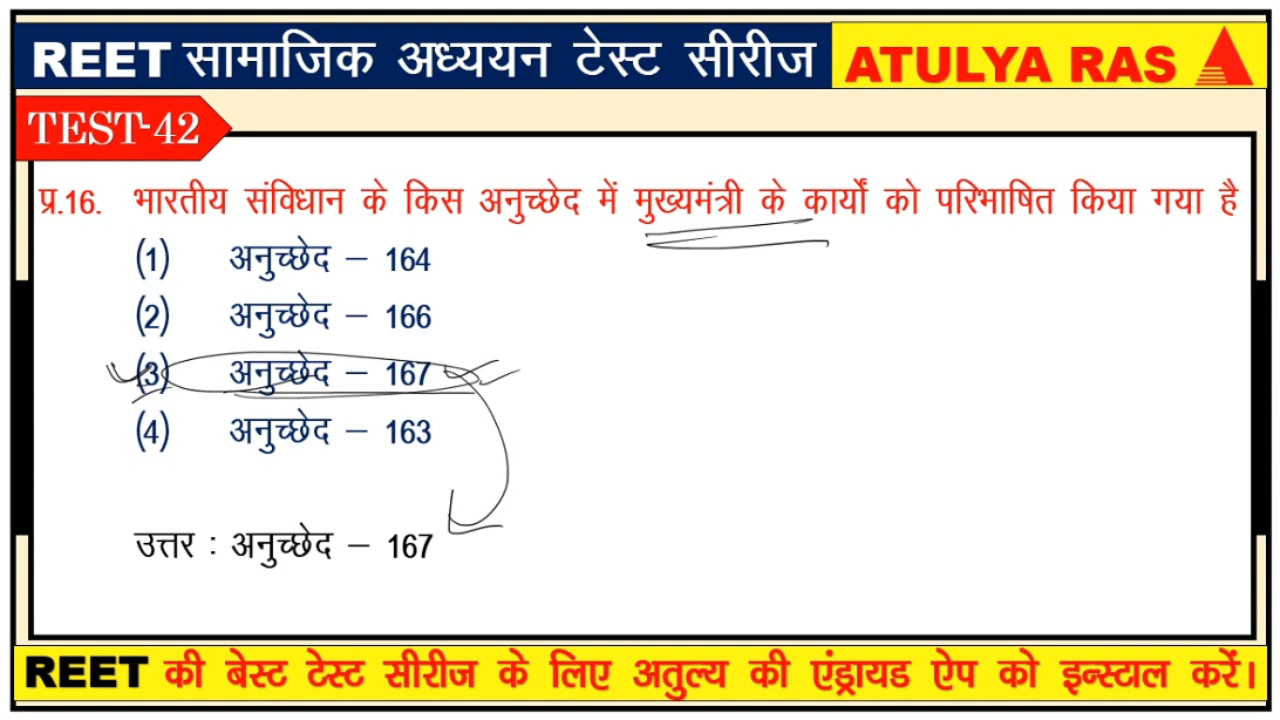 REET सामाजिक अध्ययन टेस्ट सीरीज ATULYA RAS
TEST-42
प्र.16. भारतीय संविधान के किस अनुच्छेद में मुख्यमंत्री के कार्यों को परिभाषित किया गया है
(1) अनुच्छेद – 164
(2) अनुच्छेद – 166
(3) अनुच्छेद – 167
(4) अनुच्छेद – 163
उत्तर : अनुच्छेद – 167
REET की बेस्ट टेस्ट सीरीज के लिए अतुल्य की एंड्रायड ऐप को इन्स्टाल करें।